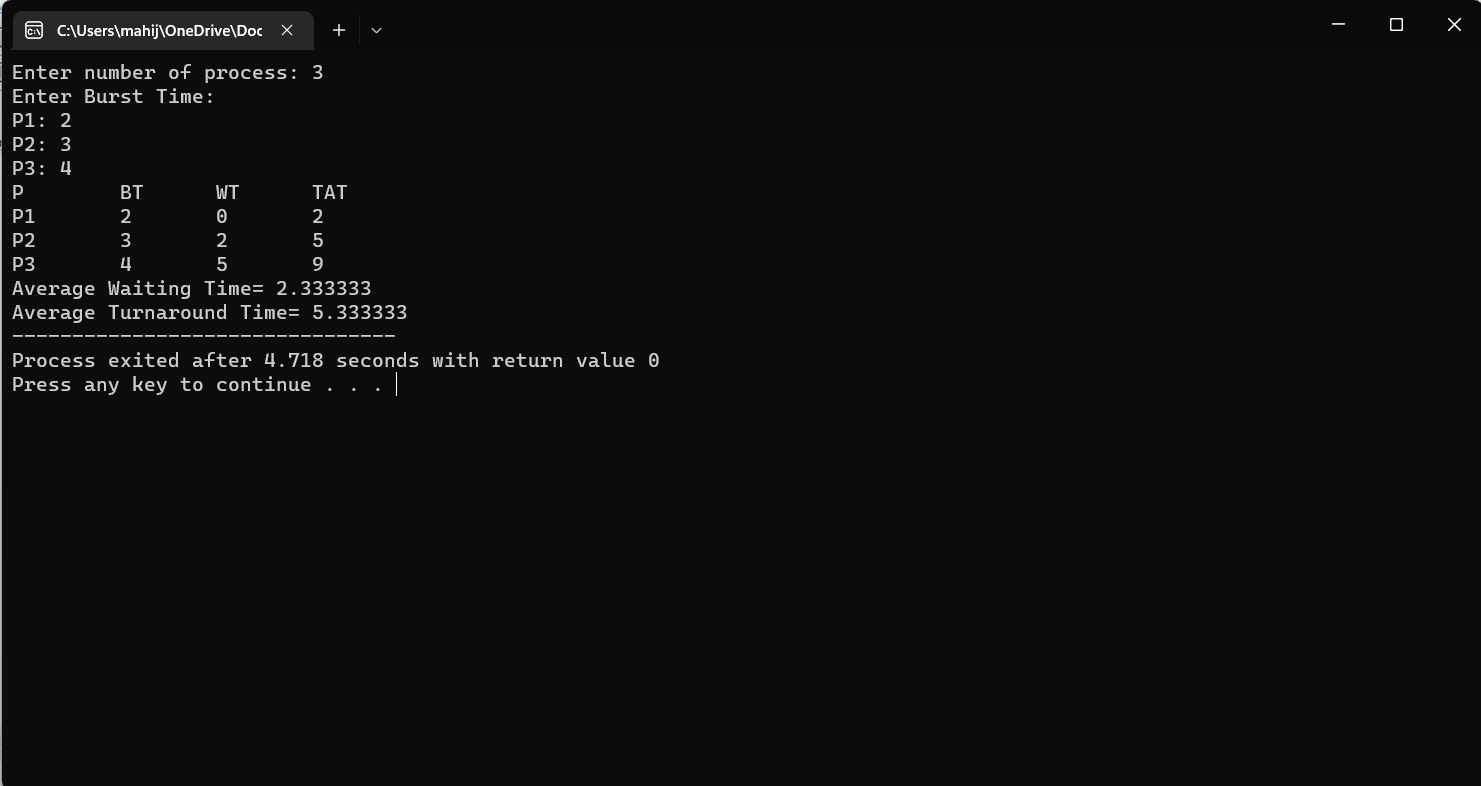 C:\Users\mahij\OneDrive\Doc
Enter number of process: 3
Enter Burst Time:
P1: 2
P2: 3
P3: 4
P        BT      WT      TAT
P1       2       0       2
P2       3       2       5
P3       4       5       9
Average Waiting Time= 2.333333
Average Turnaround Time= 5.333333
--------------------------------
Process exited after 4.718 seconds with return value 0
Press any key to continue . . .